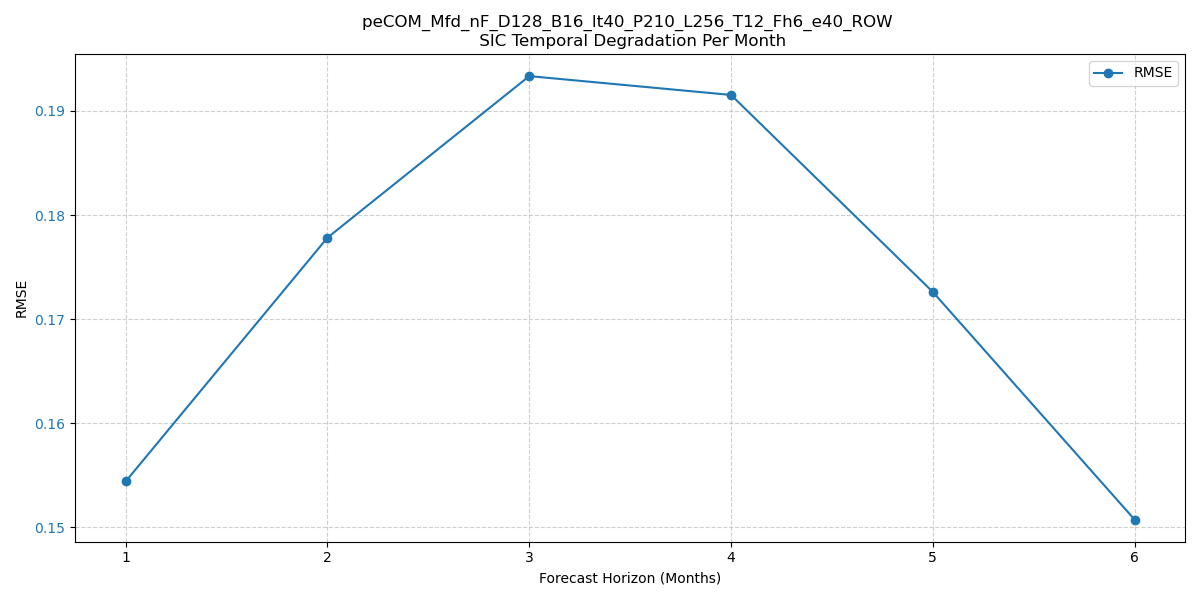 peCOM_Mfd_nF_D128_B16_lt40_P210_L256_T12_Fh6_e40_ROW
SIC Temporal Degradation Per Month
RMSE
0.19
0.18
0.17
0.16
0.15
RMSE
1 2 3 4 5 6
Forecast Horizon (Months)